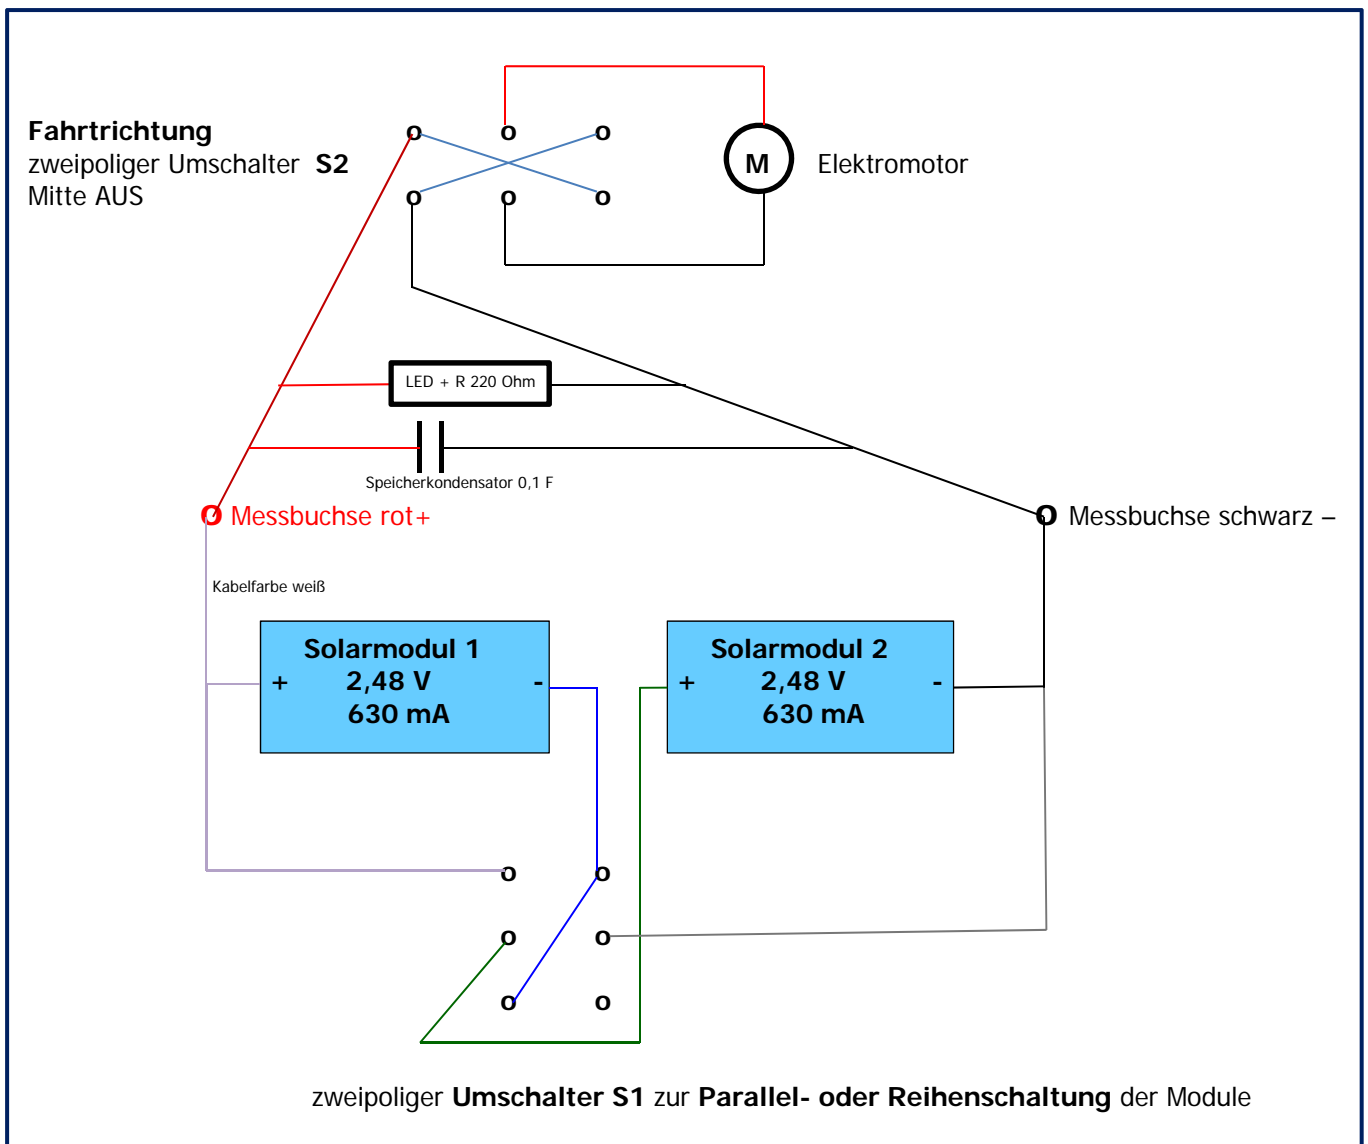 Fahrtrichtung
zweipoliger Umschalter S2
Mitte AUS
M
Elektromotor
LED + R 220 Ohm
Speicherkondensator 0,1 F
Messbuchse rot+
Messbuchse schwarz –
Kabelfarbe weiß
Solarmodul 1
+ 2,48 V -
630 mA
Solarmodul 2
+ 2,48 V -
630 mA
zweipoliger Umschalter S1 zur Parallel- oder Reihenschaltung der Module